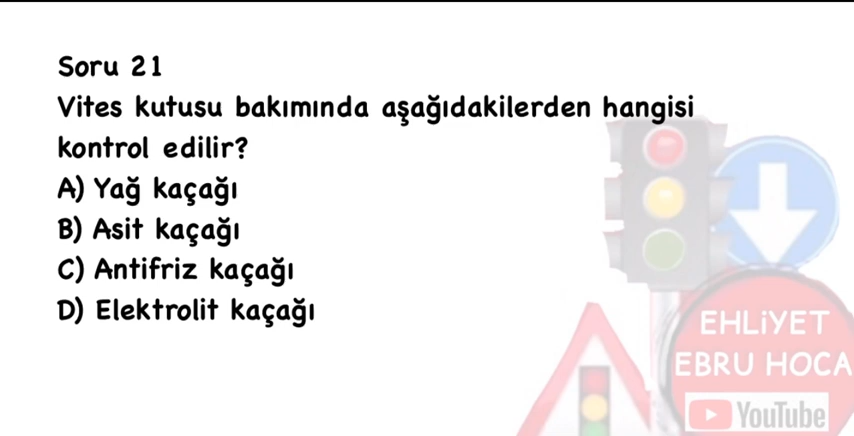 Soru 21
Vites kutusu bakımında aşağıdakilerden hangisi
kontrol edilir?
A) Yağ kaçağı
B) Asit kaçağı
C) Antifriz kaçağı
D) Elektrolit kaçağı
EHLİYET
EBRU HOCA
YouTube